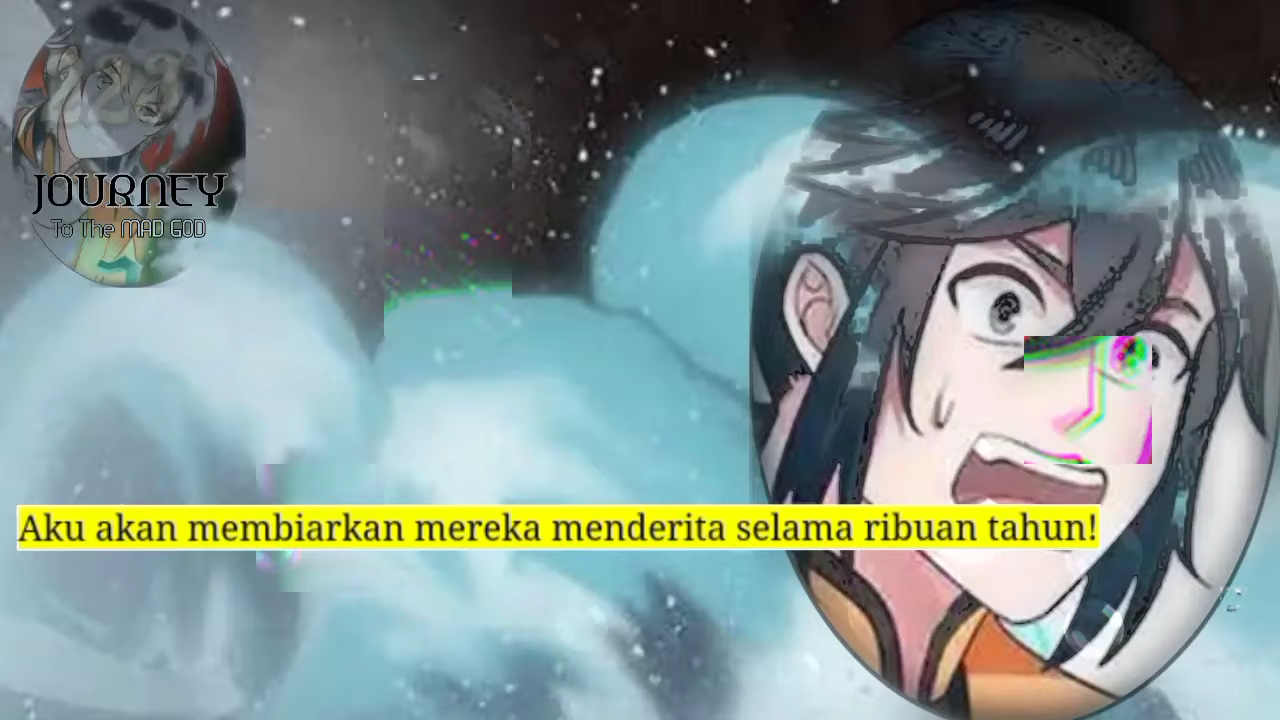 JOURNEY
To The MAD GOD
Aku akan membiarkan mereka menderita selama ribuan tahun!